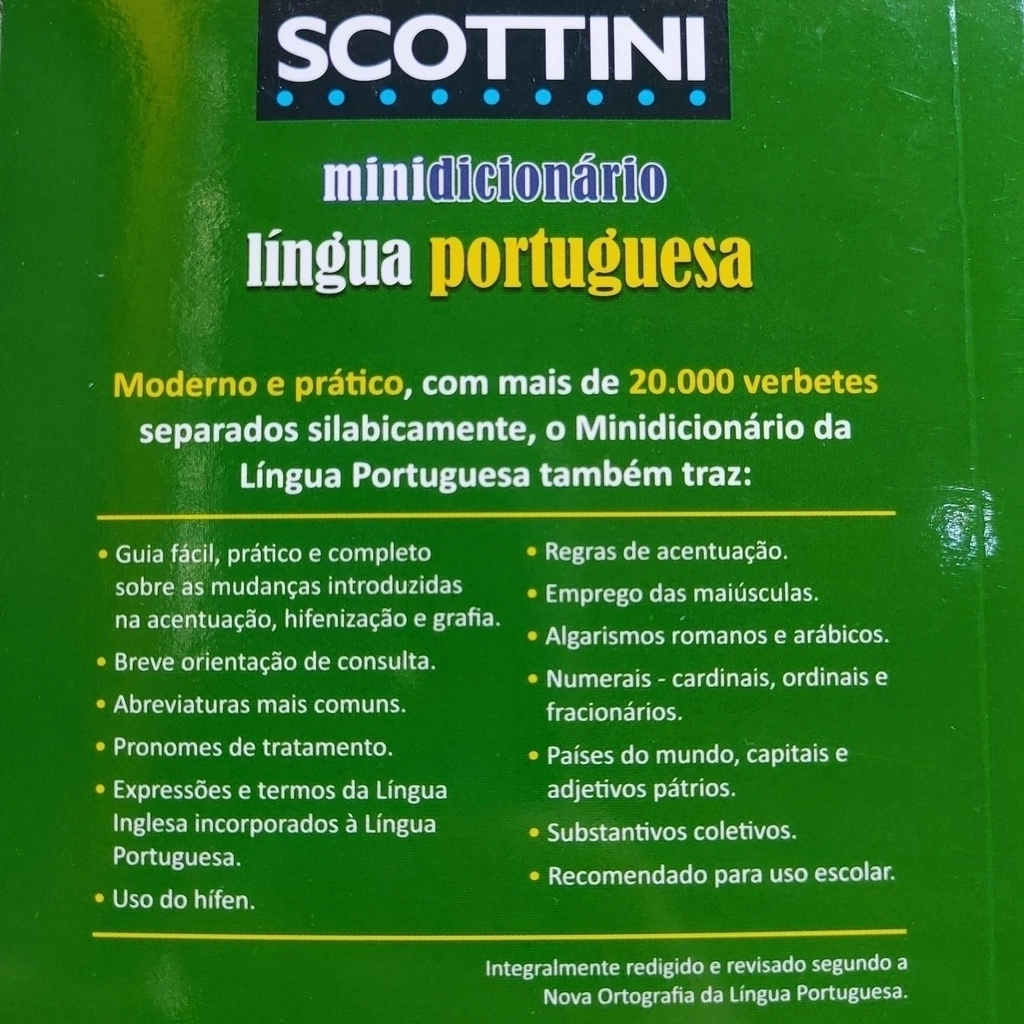 SCOTTINI
minidicionário
língua portuguesa
Moderno e prático, com mais de 20.000 verbetes
separados silabicamente, o Minidicionário da
Língua Portuguesa também traz:
• Guia fácil, prático e completo
sobre as mudanças introduzidas
na acentuação, hifenização e grafia.
• Breve orientação de consulta.
• Abreviaturas mais comuns.
• Pronomes de tratamento.
• Expressões e termos da Língua
Inglesa incorporados à Língua
Portuguesa.
• Uso do hífen.
• Regras de acentuação.
• Emprego das maiúsculas.
• Algarismos romanos e arábicos.
• Numerais - cardinais, ordinais e
fracionários.
• Países do mundo, capitais e
adjetivos pátrios.
• Substantivos coletivos.
• Recomendado para uso escolar.
Integralmente redigido e revisado segundo a
Nova Ortografia da Língua Portuguesa.